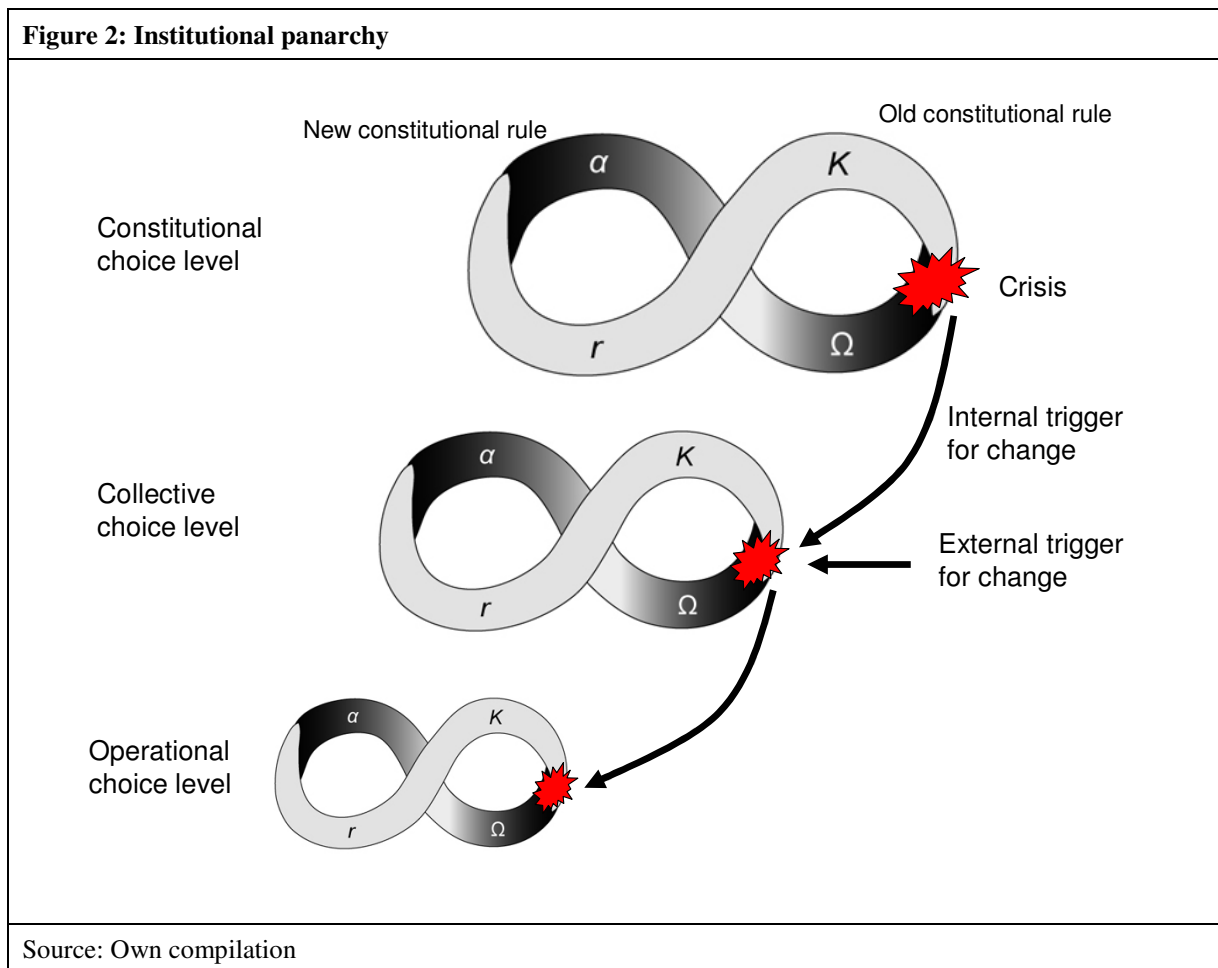 Figure 2: Institutional panarchy
New constitutional rule
Old constitutional rule
α
K
Constitutional
choice level
Crisis
r
Ω
Internal trigger
for change
α
K
Collective
choice level
External trigger
for change
r
Ω
α
K
Operational
choice level
r
Ω
Source: Own compilation